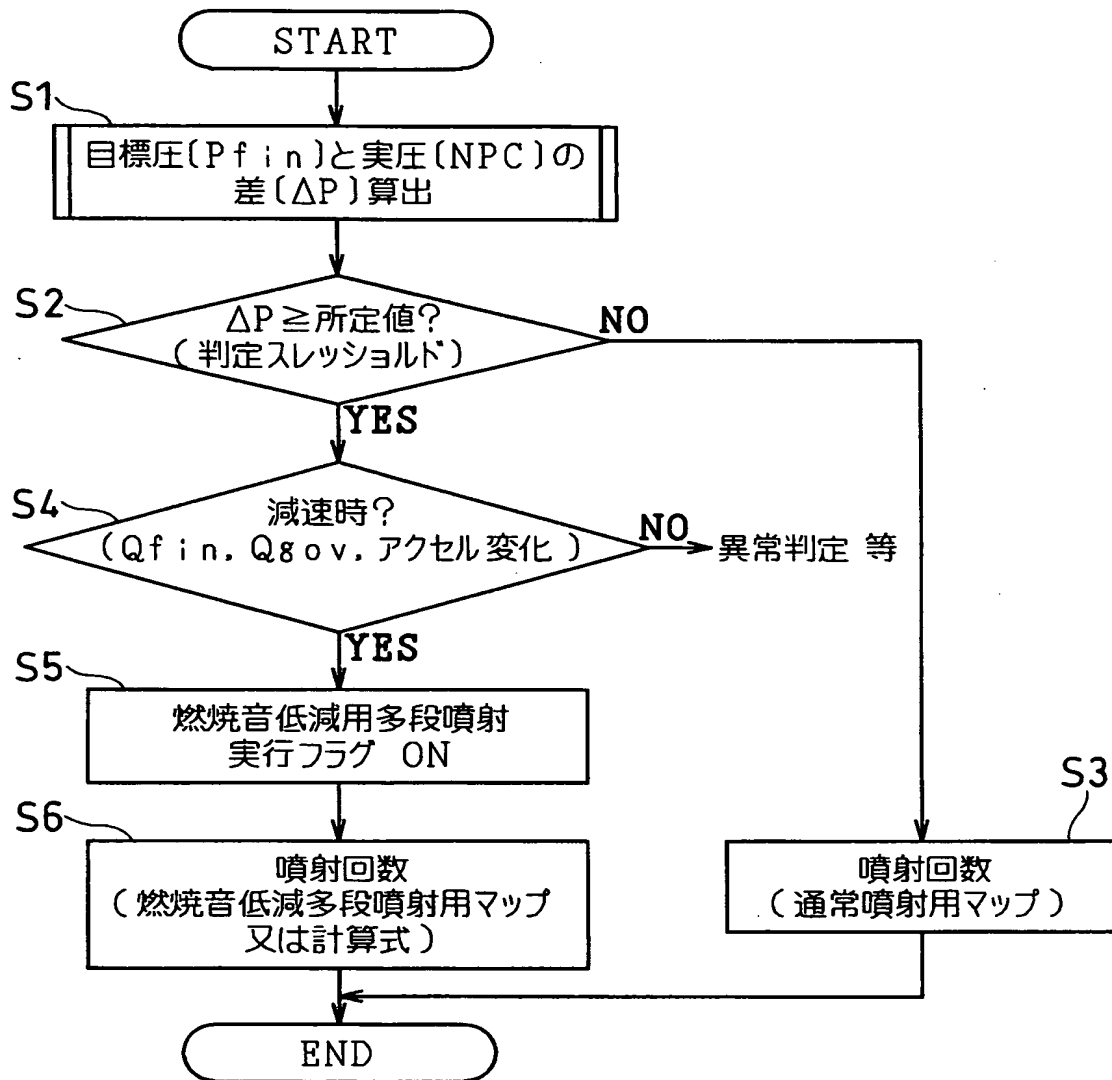 START
S1
目標圧(Pfin)と実圧(NPC)の
差(ΔP)算出
S2
ΔP≧所定値?
(判定スレッショルド)
NO
YES
S4
減速時?
(Qfin, Qgov, アクセル変化)
NO
異常判定 等
YES
S5
燃焼音低減用多段噴射
実行フラグ ON
S6
噴射回数
(燃焼音低減多段噴射用マップ
又は計算式)
S3
噴射回数
(通常噴射用マップ)
END